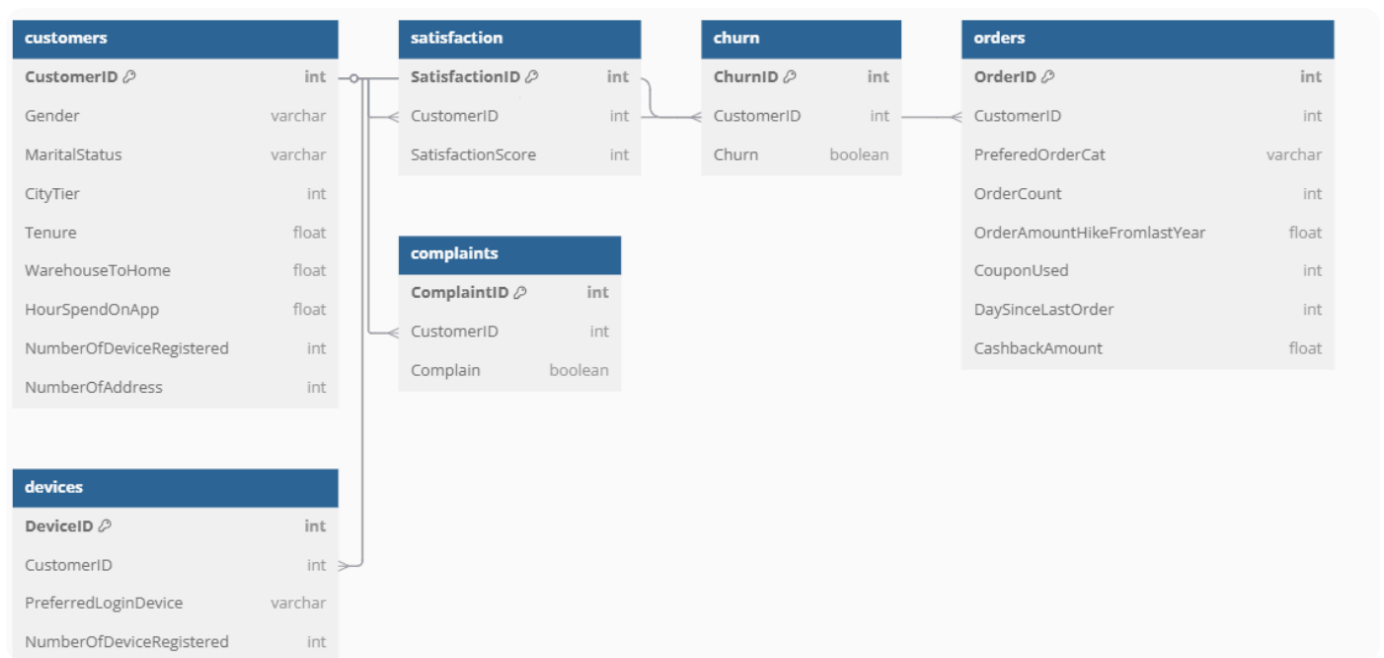 customers
CustomerID int
Gender varchar
MaritalStatus varchar
CityTier int
Tenure float
WarehouseToHome float
HourSpendOnApp float
NumberOfDeviceRegistered int
NumberOfAddress int
satisfaction
SatisfactionID int
CustomerID int
SatisfactionScore int
churn
ChurnID int
CustomerID int
Churn boolean
orders
OrderID int
CustomerID int
PreferedOrderCat varchar
OrderCount int
OrderAmountHikeFromlastYear float
CouponUsed int
DaySinceLastOrder int
CashbackAmount float
complaints
ComplaintID int
CustomerID int
Complain boolean
devices
DeviceID int
CustomerID int
PreferredLoginDevice varchar
NumberOfDeviceRegistered int